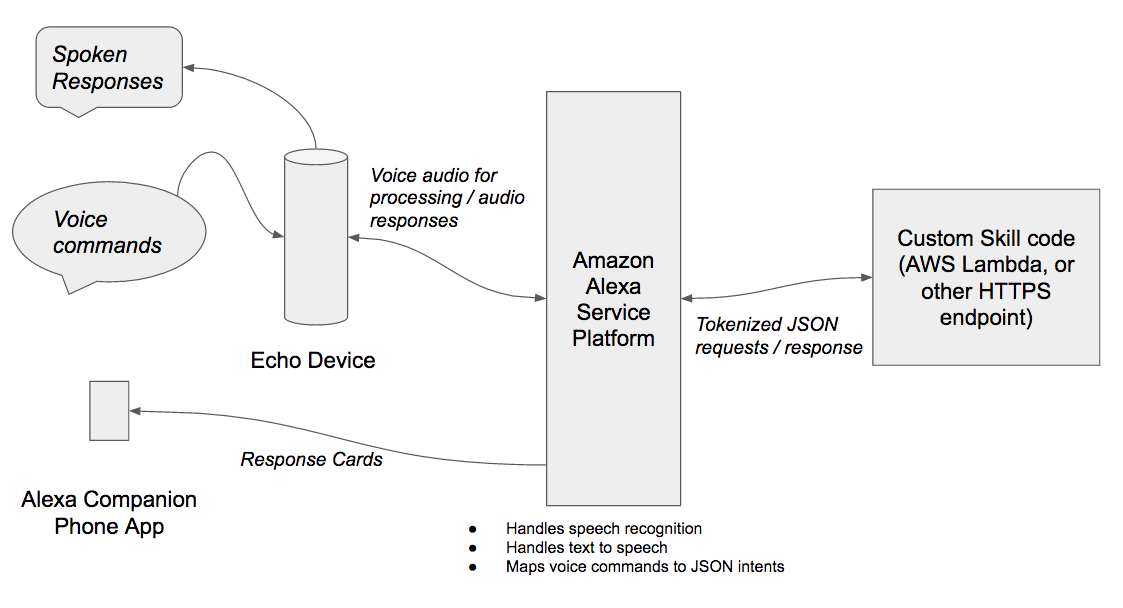 Spoken
Responses
Voice
commands
Voice audio for
processing / audio
responses
Echo Device
Amazon
Alexa
Service
Platform
Custom Skill code
(AWS Lambda, or
other HTTPS
endpoint)
Tokenized JSON
requests / response
Response Cards
Alexa Companion
Phone App
● Handles speech recognition
● Handles text to speech
● Maps voice commands to JSON intents